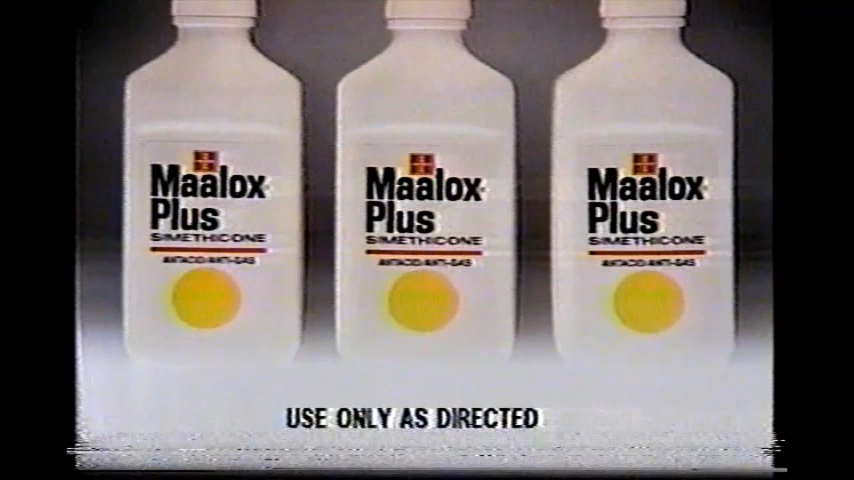 Maalox
Plus
SIMETHICONE
ANTACID/ANTI-GAS
Maalox
Plus
SIMETHICONE
ANTACID/ANTI-GAS
Maalox
Plus
SIMETHICONE
ANTACID/ANTI-GAS
USE ONLY AS DIRECTED